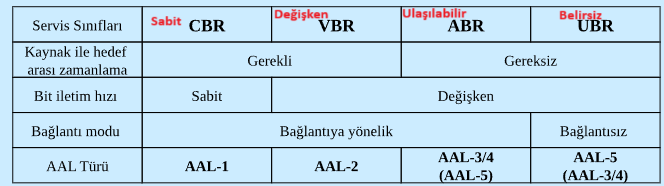 Servis Sınıfları Sabit CBR Değişken VBR Ulaşılabilir ABR Belirsiz UBR
Kaynak ile hedef
arası zamanlama Gerekli Gereksiz
Bit iletim hızı Sabit Değişken
Bağlantı modu Bağlantıya yönelik Bağlantısız
AAL Türü AAL-1 AAL-2 AAL-3/4 AAL-5
(AAL-5) (AAL-3/4)